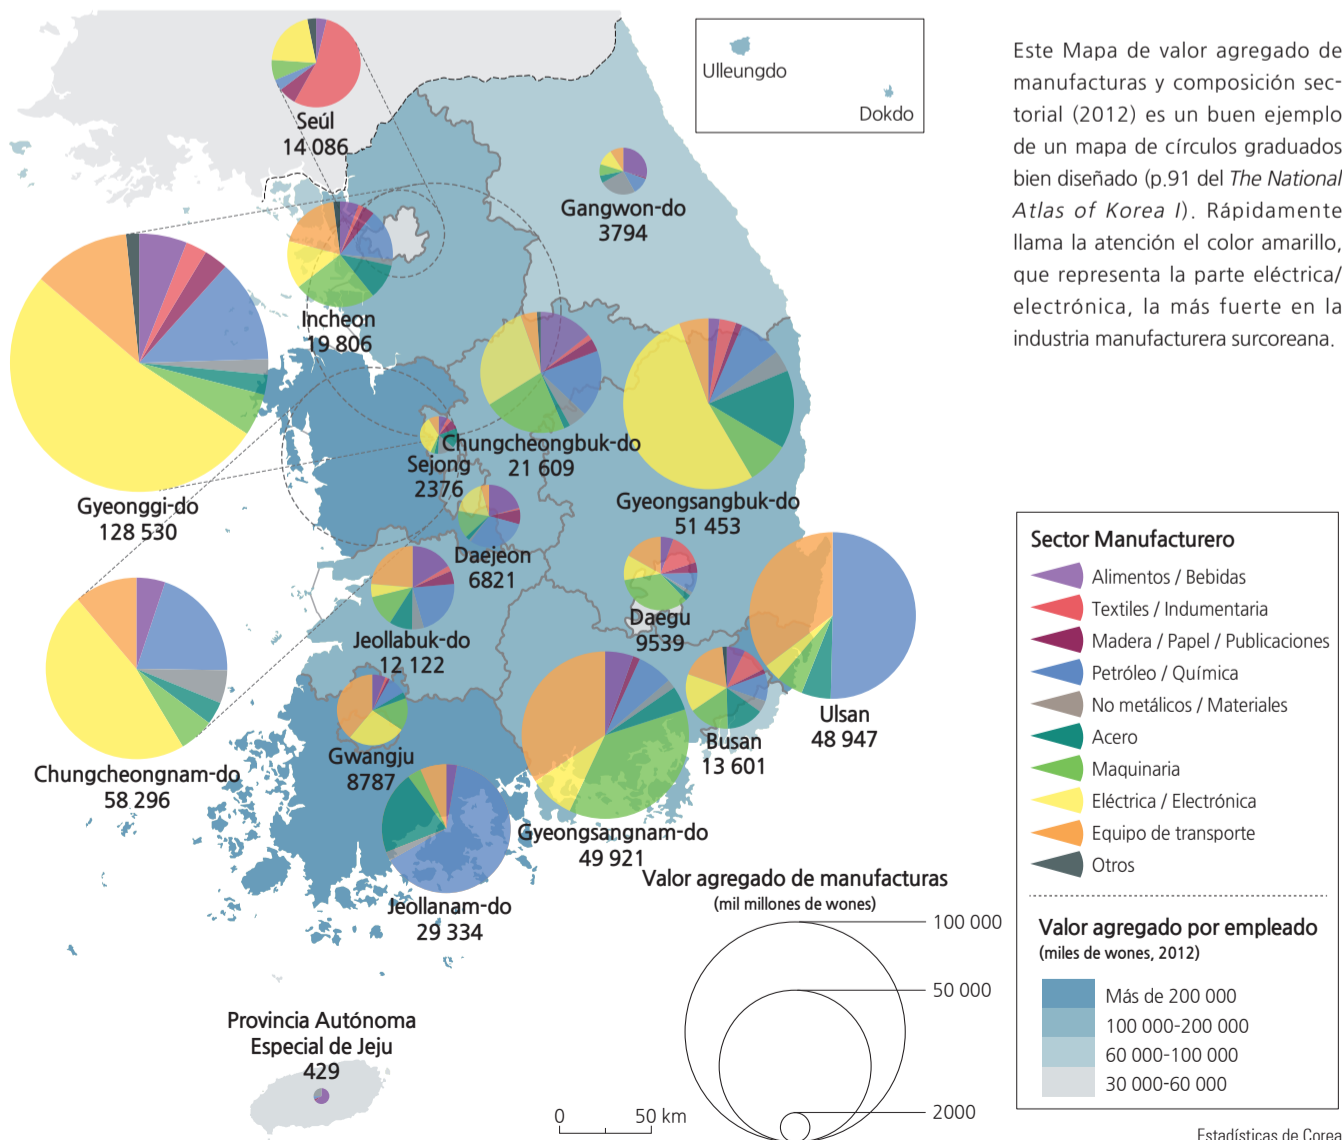 Seúl
14 086
Ulleungdo
Dokdo
Este Mapa de valor agregado de
manufacturas y composición sec-
torial (2012) es un buen ejemplo
de un mapa de círculos graduados
bien diseñado (p.91 del The National
Atlas of Korea I). Rápidamente
llama la atención el color amarillo,
que representa la parte eléctrica/
electrónica, la más fuerte en la
industria manufacturera surcoreana.
Gangwon-do
3794
Incheon
19 806
Gyeonggi-do
128 530
Chungcheongbuk-do
21 609
Sejong
2376
Gyeongsangbuk-do
51 453
Daejeon
6821
Daegu
9539
Jeollabuk-do
12 122
Chungcheongnam-do
58 296
Ulsan
48 947
Busan
13 601
Gwangju
8787
Gyeongsangnam-do
49 921
Jeollanam-do
29 334
Provincia Autónoma
Especial de Jeju
429
Valor agregado de manufacturas
(mil millones de wones)
100 000
50 000
2000
0 50 km
Sector Manufacturero
Alimentos / Bebidas
Textiles / Indumentaria
Madera / Papel / Publicaciones
Petróleo / Química
No metálicos / Materiales
Acero
Maquinaria
Eléctrica / Electrónica
Equipo de transporte
Otros
Valor agregado por empleado
(miles de wones, 2012)
Más de 200 000
100 000-200 000
60 000-100 000
30 000-60 000
Estadísticas de Corea